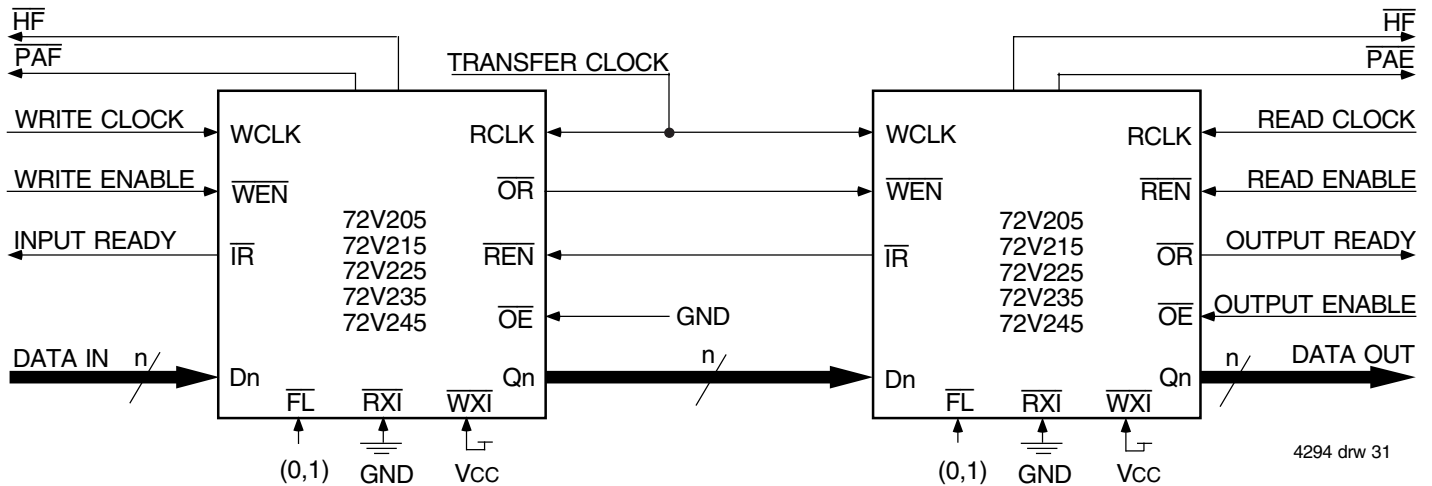 HF HF
PAF TRANSFER CLOCK PAE
WRITE CLOCK WCLK RCLK WCLK RCLK READ CLOCK
WRITE ENABLE WEN OR WEN REN READ ENABLE
72V205 72V205
INPUT READY IR 72V215 REN IR 72V215 OR OUTPUT READY
72V225 72V225
72V235 72V235
72V245 OE GND 72V245 OE OUTPUT ENABLE
DATA IN n Dn Qn n Dn Qn n DATA OUT
FL RXI WXI FL RXI WXI
(0,1) GND VCC (0,1) GND VCC
4294 drw 31